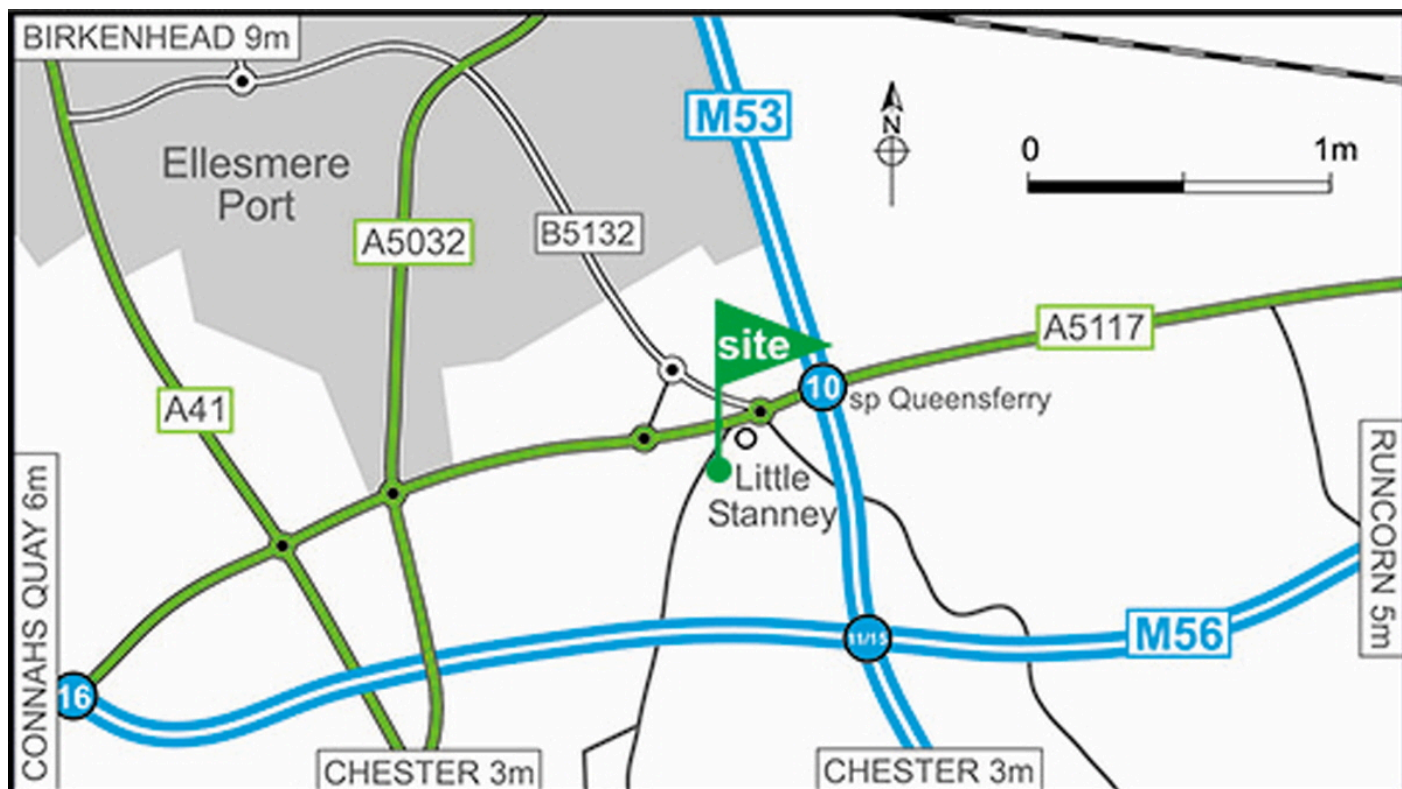 BIRKENHEAD 9m
M53
N
0
1m
Ellesmere
Port
A5032
B5132
site
A5117
10
sp Queensferry
A41
Little
Stanney
CONNAHS QUAY 6m
RUNCORN 5m
11/15
M56
16
CHESTER 3m
CHESTER 3m